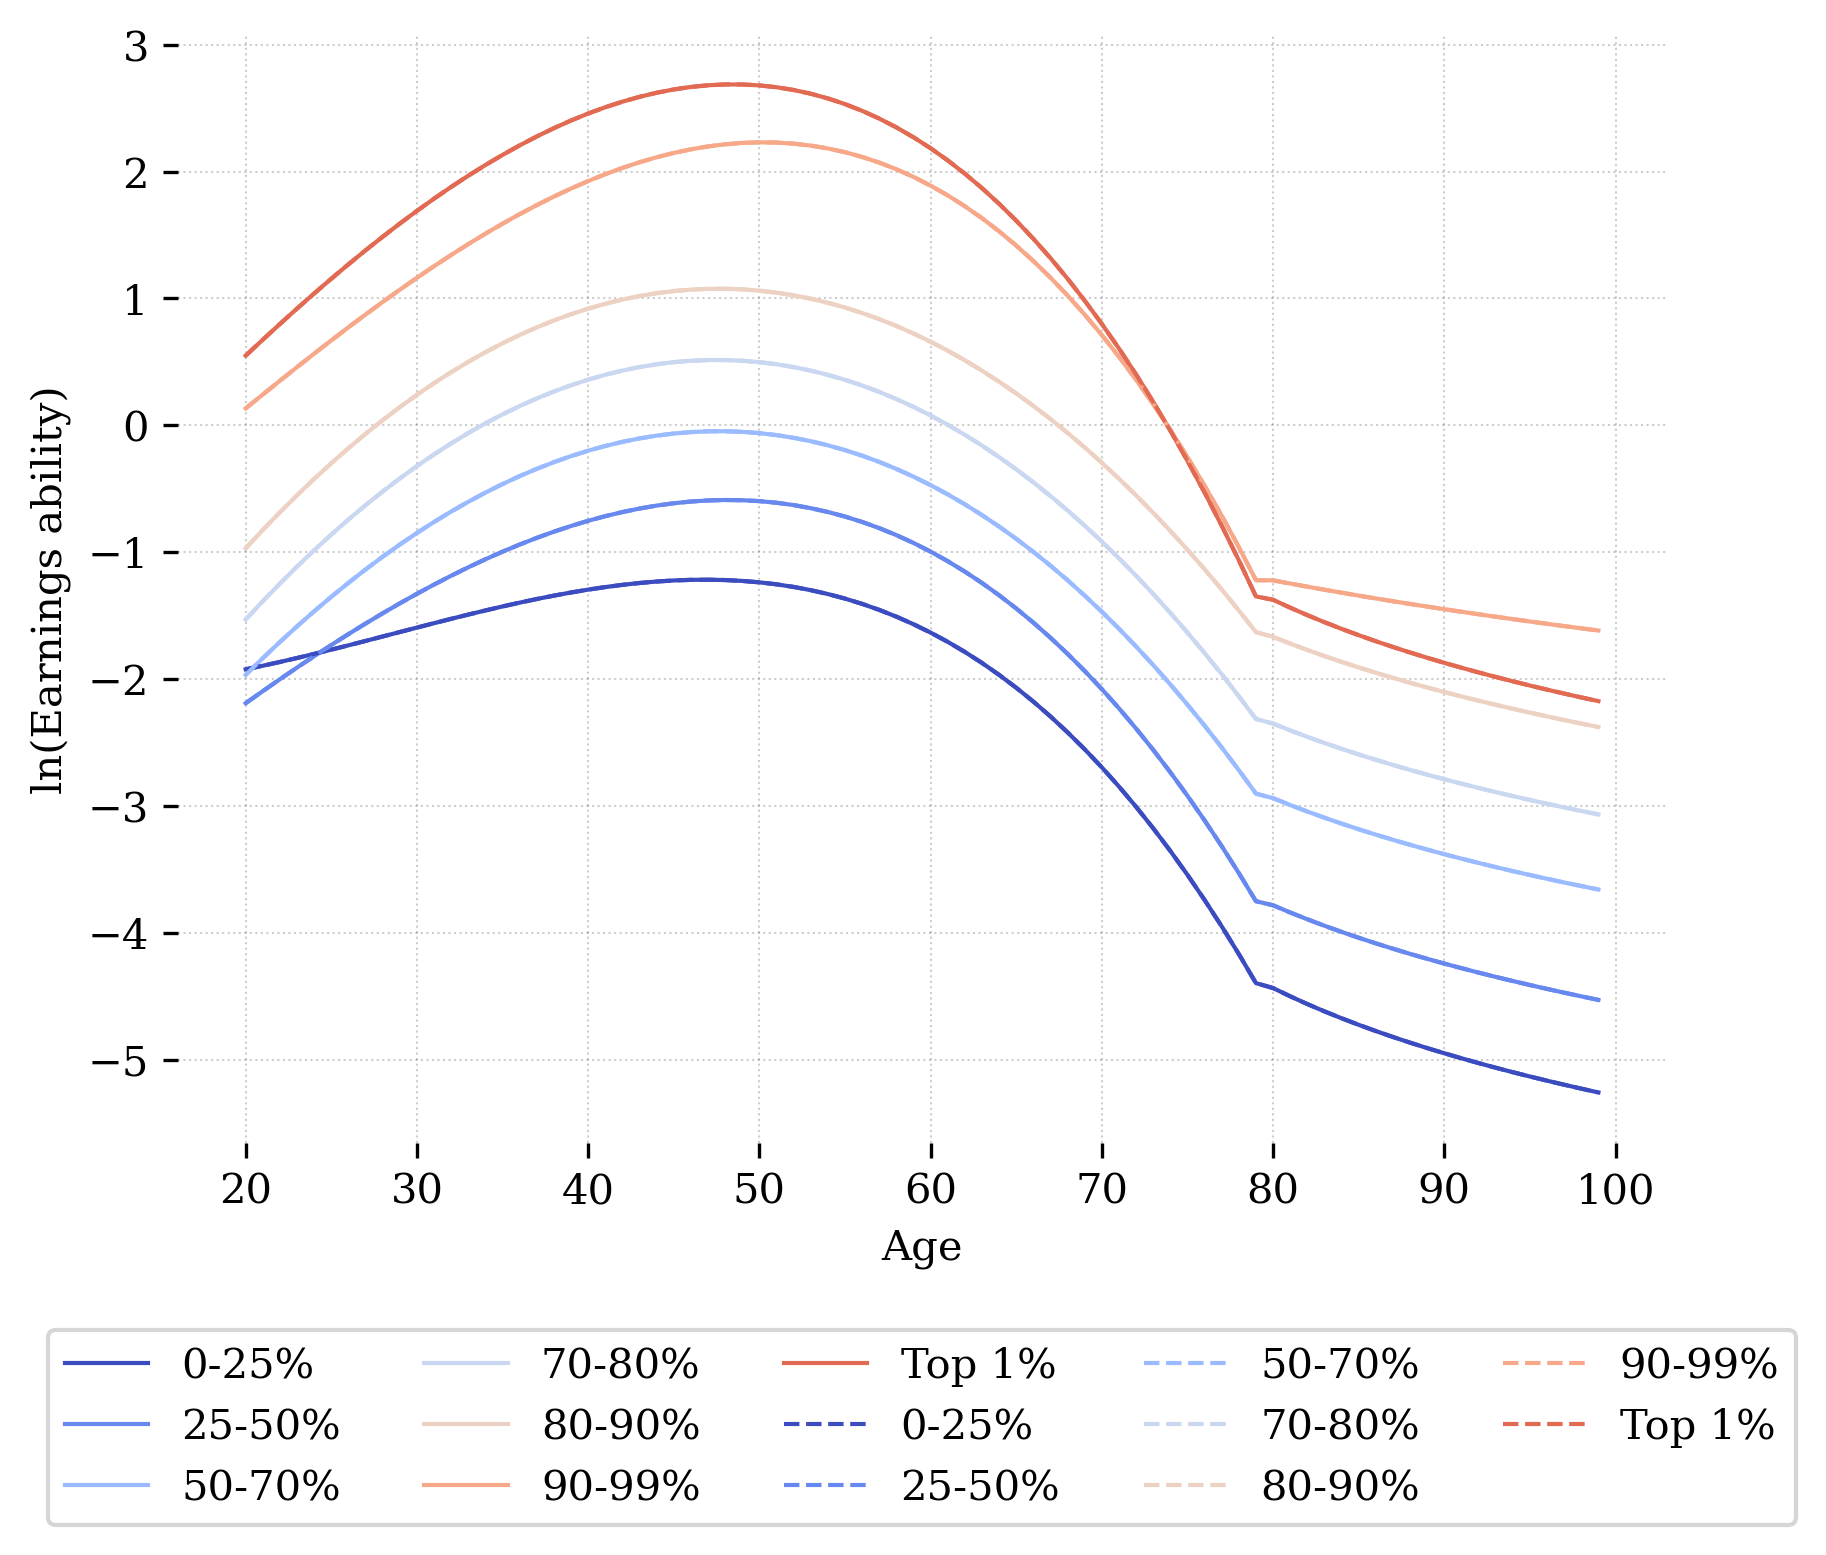 3
2
1
0
−1
−2
−3
−4
−5
ln(Earnings ability)
20 30 40 50 60 70 80 90 100
Age
0-25% 70-80% Top 1% 50-70% 90-99%
25-50% 80-90% 0-25% 70-80% Top 1%
50-70% 90-99% 25-50% 80-90%